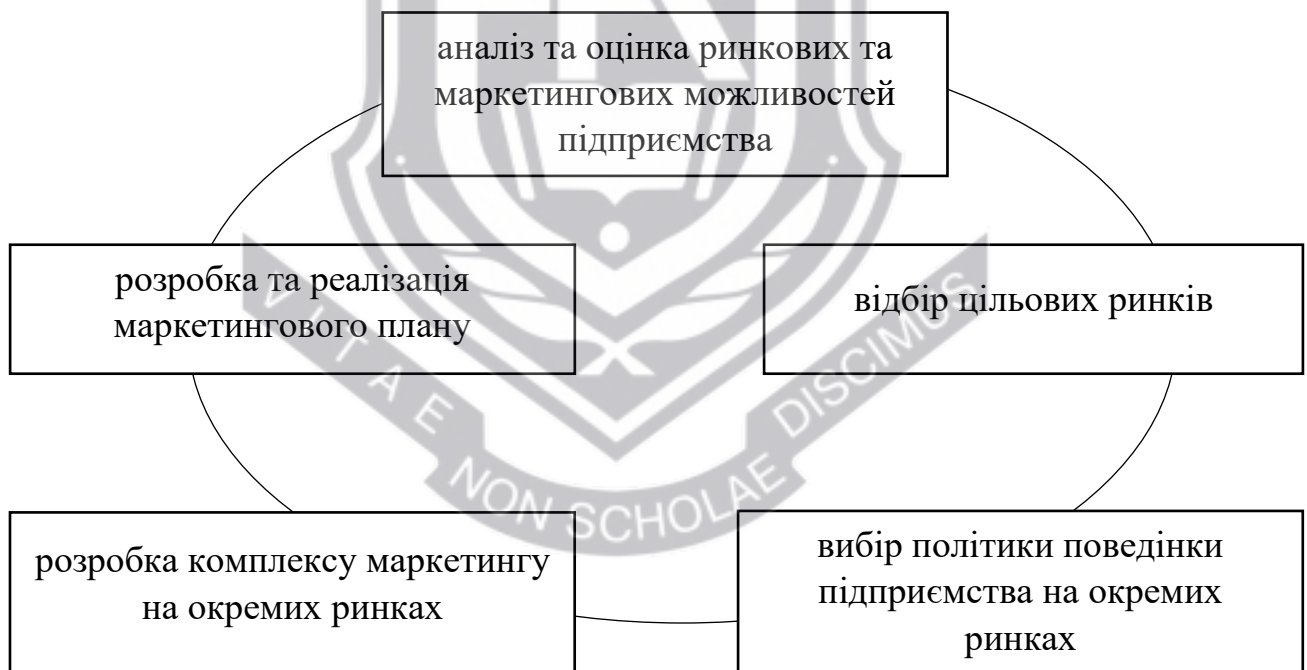 аналіз та оцінка ринкових та
маркетингових можливостей
підприємства
розробка та реалізація
маркетингового плану
відбір цільових ринків
розробка комплексу маркетингу
на окремих ринках
вибір політики поведінки
підприємства на окремих
ринках
VITAE
NON SCHOLAE
DISCIMUS